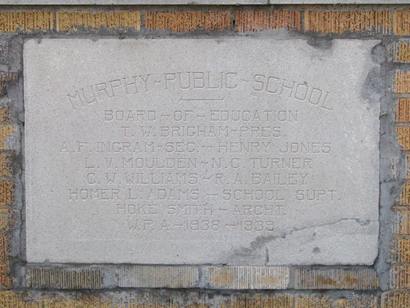 MURPHY-PUBLIC-SCHOOL
BOARD-OF-EDUCATION
T.W. BRIGHAM-PRES.
A.F. INGRAM-SEC.-HENRY JONES
L.V. MOULDEN-N.C. TURNER
C.W. WILLIAMS-R.A. BAILEY
HOMER L. ADAMS-SCHOOL SUPT.
HOKE SMITH-ARCHT.
W.P.A-1938-1939